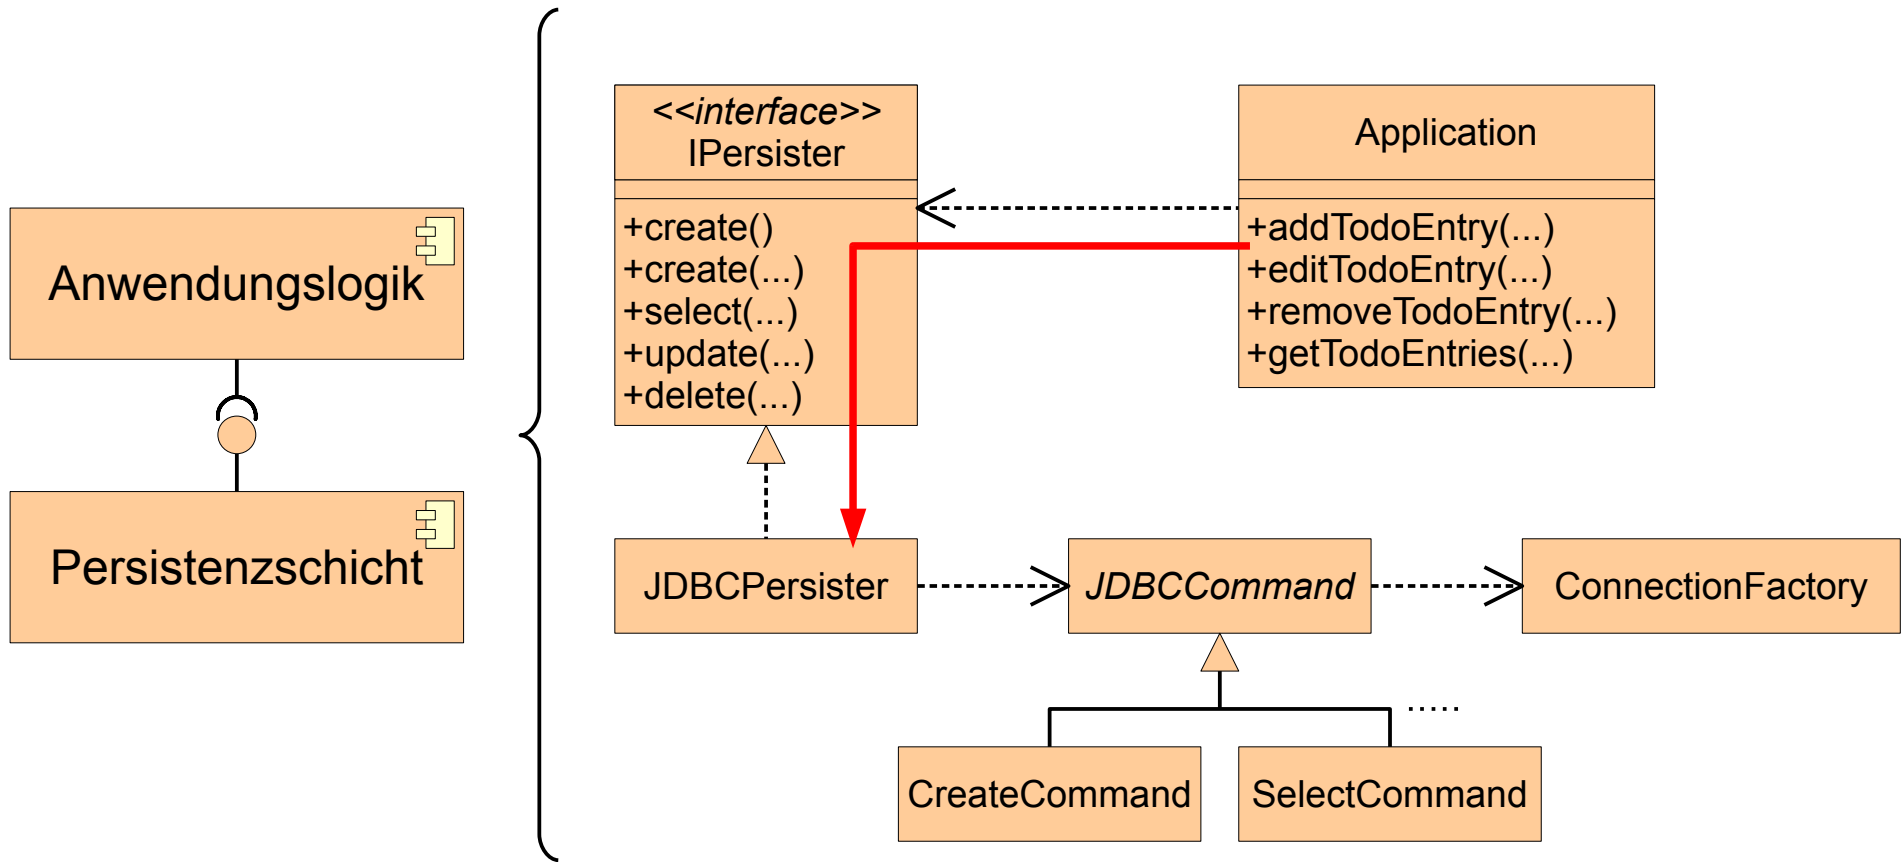 Anwendungslogik
Persistenzschicht
<<interface>>
IPersister
+create()
+create(...)
+select(...)
+update(...)
+delete(...)
Application
+addTodoEntry(...)
+editTodoEntry(...)
+removeTodoEntry(...)
+getTodoEntries(...)
JDBCPersister
JDBCCommand
ConnectionFactory
.....
CreateCommand
SelectCommand